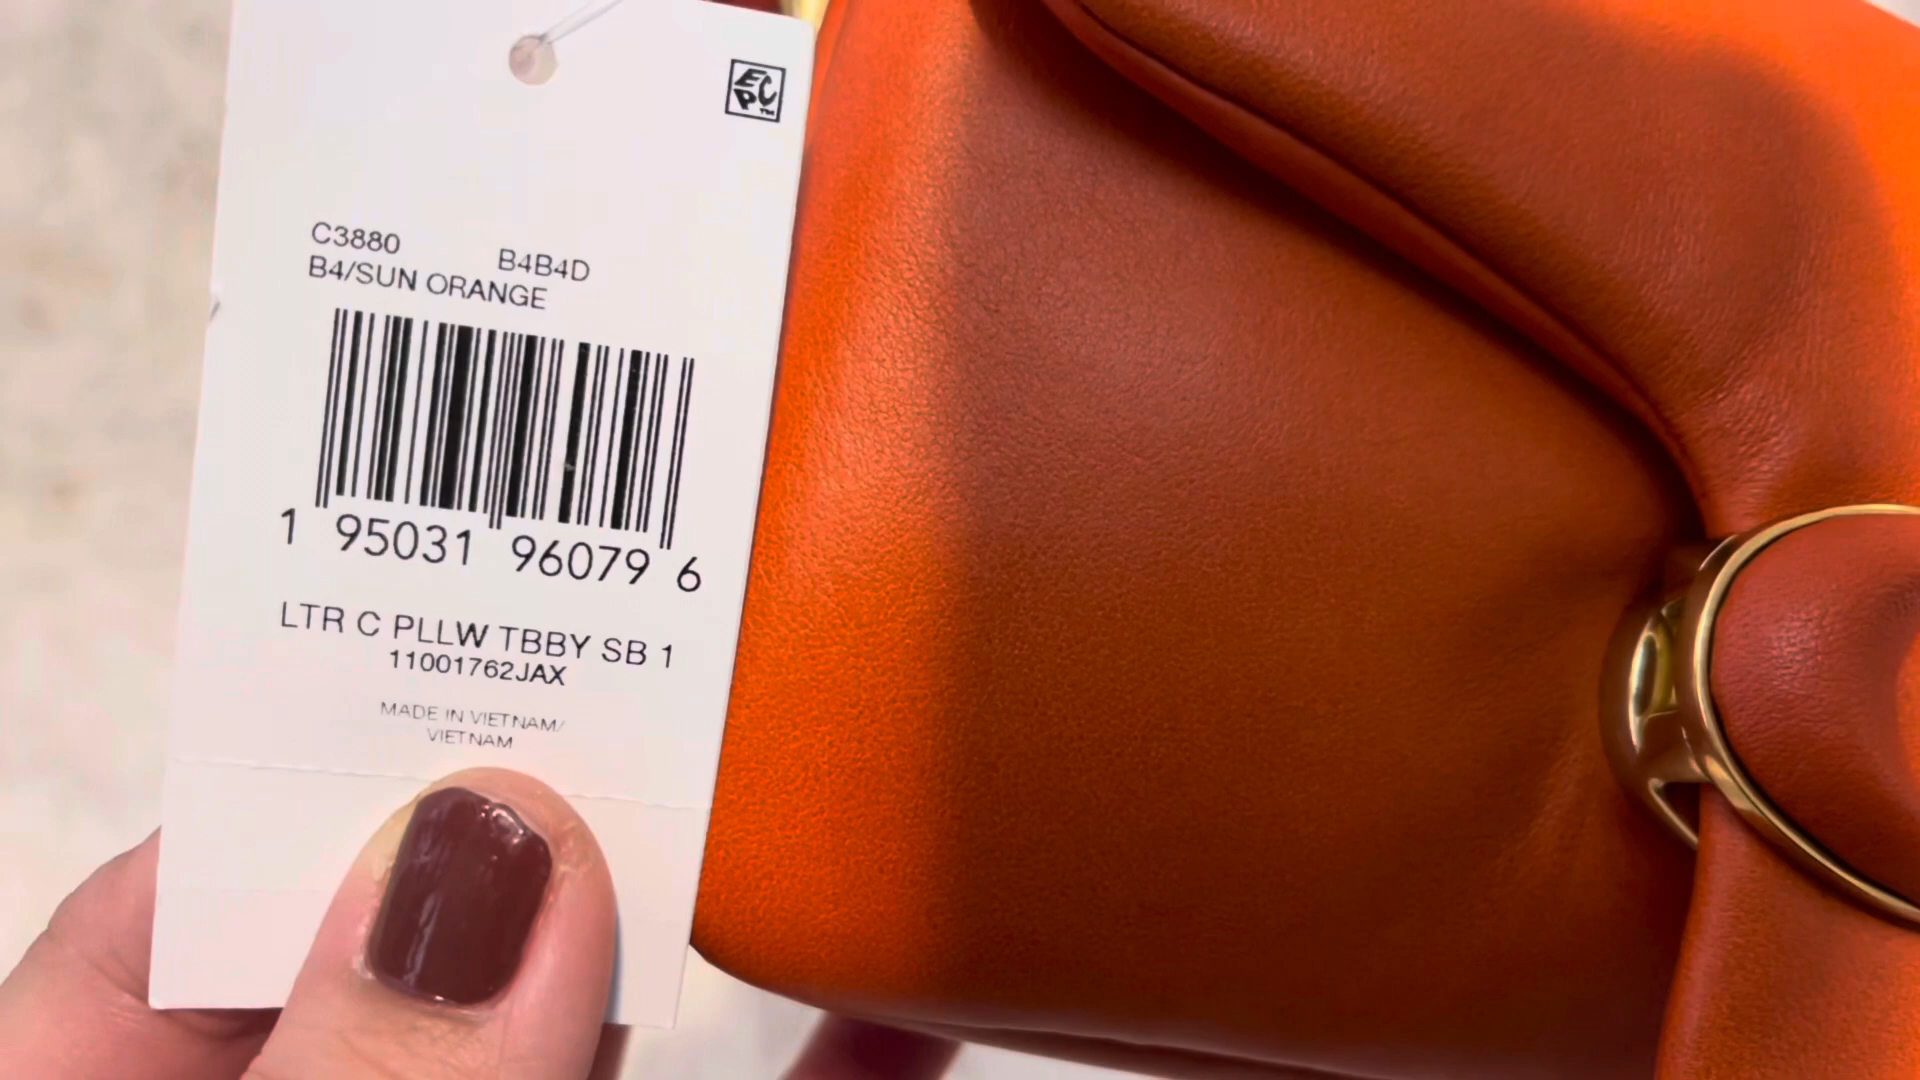 EPC™
C3880 B4B4D
B4/SUN ORANGE
1 95031 96079 6
LTR C PLLW TBBY SB 1
11001762JAX
MADE IN VIETNAM/
VIETNAM